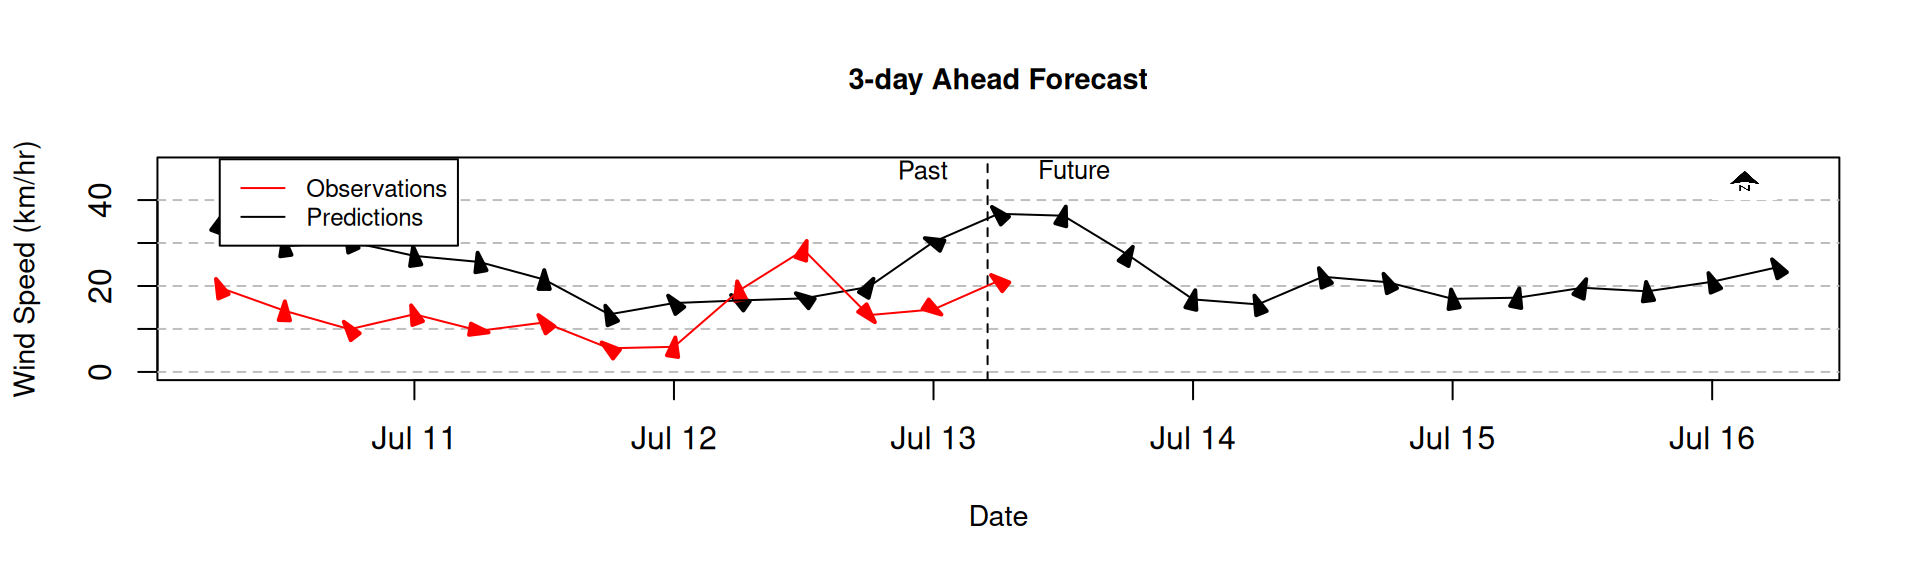 3-day Ahead Forecast
Wind Speed (km/hr)
40
20
0
Observations
Predictions
Past
Future
N
Jul 11
Jul 12
Jul 13
Jul 14
Jul 15
Jul 16
Date